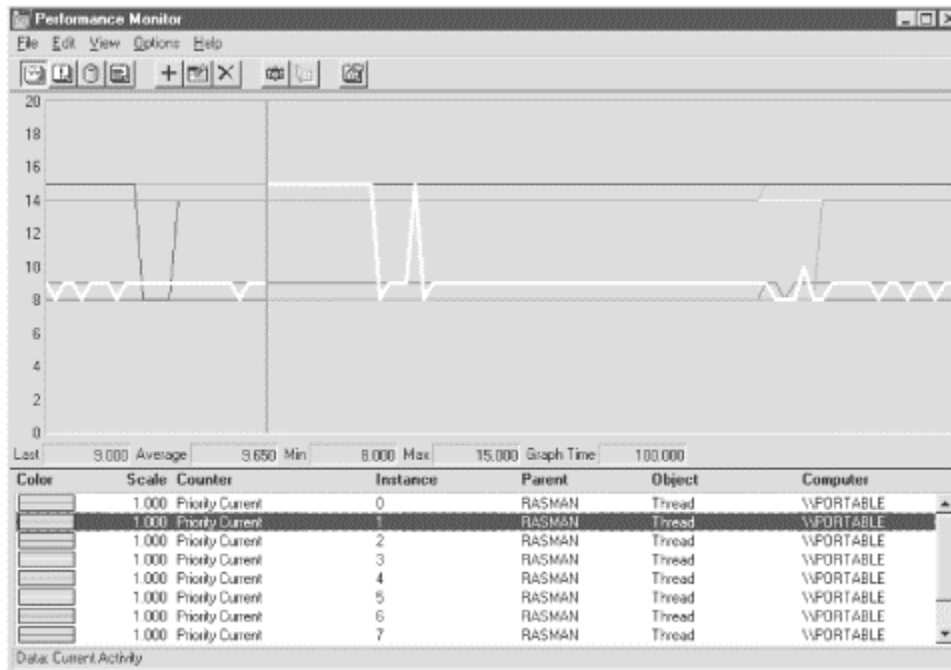 Performance Monitor
File Edit View Options Help
20
18
16
14
12
10
8
6
4
2
0
Last 9.000 Average 9.650 Min 8.000 Max 15.000 Graph Time 100.000
Color Scale Counter Instance Parent Object Computer
1.000 Priority Current 0 RASMAN Thread \\PORTABLE
1.000 Priority Current 1 RASMAN Thread \\PORTABLE
1.000 Priority Current 2 RASMAN Thread \\PORTABLE
1.000 Priority Current 3 RASMAN Thread \\PORTABLE
1.000 Priority Current 4 RASMAN Thread \\PORTABLE
1.000 Priority Current 5 RASMAN Thread \\PORTABLE
1.000 Priority Current 6 RASMAN Thread \\PORTABLE
1.000 Priority Current 7 RASMAN Thread \\PORTABLE
Data: Current Activity